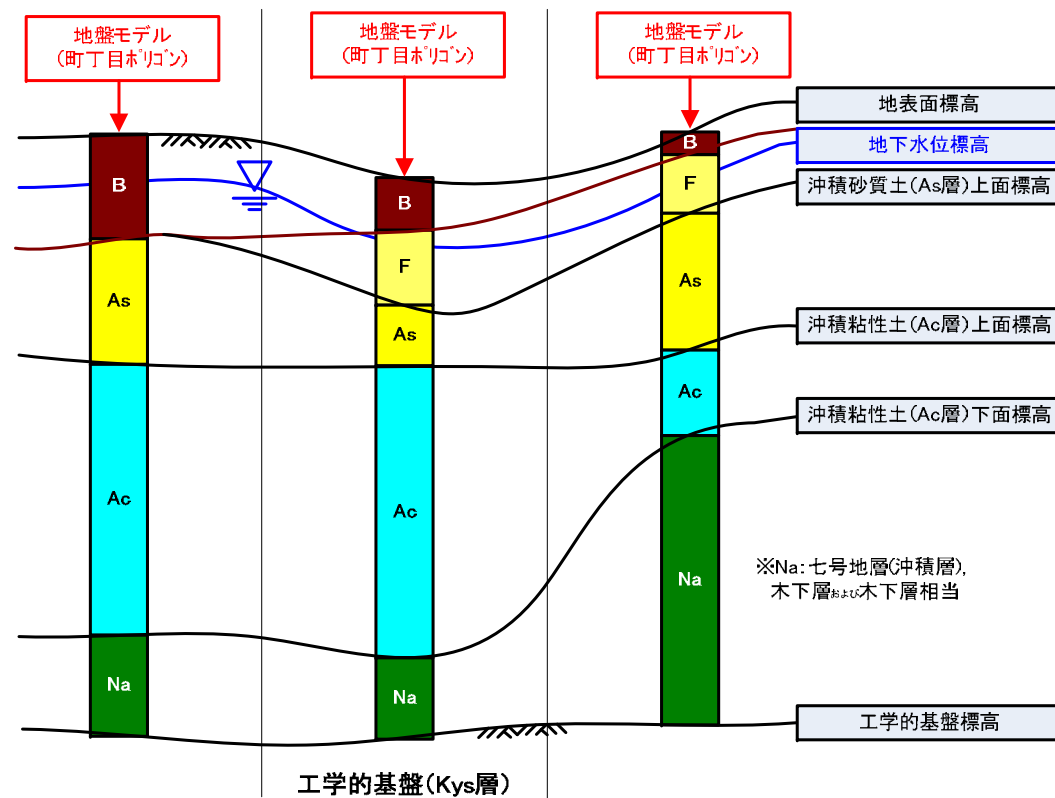 地盤モデル
(町丁目ポリゴン)
地盤モデル
(町丁目ポリゴン)
地盤モデル
(町丁目ポリゴン)
地表面標高
地下水位標高
沖積砂質土(As層)上面標高
沖積粘性土(Ac層)上面標高
沖積粘性土(Ac層)下面標高
工学的基盤標高
B
As
Ac
Na
B
F
As
Ac
Na
B
F
As
Ac
Na
※Na:七号地層(沖積層),
木下層および木下層相当
工学的基盤(Kys層)